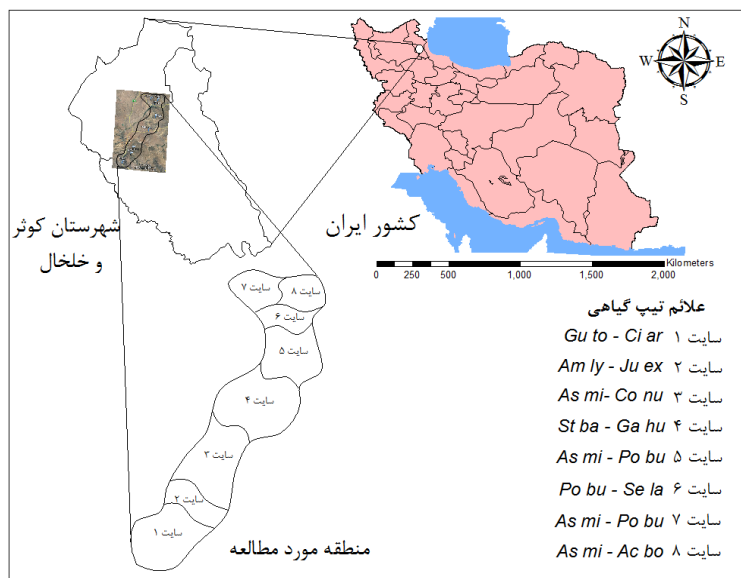 N
W E
S
کشور ایران
شهرستان کوثر
و خلخال
Kilometers
0 250 500 1,000 1,500 2,000
علائم تیپ گیاهی
سایت ۱ Gu to - Ci ar
سایت ۲ Am ly - Ju ex
سایت ۳ As mi- Co nu
سایت ۴ St ba - Ga hu
سایت ۵ As mi - Po bu
سایت ۶ Po bu - Se la
سایت ۷ As mi - Po bu
سایت ۸ As mi - Ac bo
سایت ۷
سایت ۸
سایت ۶
سایت ۵
سایت ۴
سایت ۳
سایت ۲
سایت ۱
منطقه مورد مطالعه